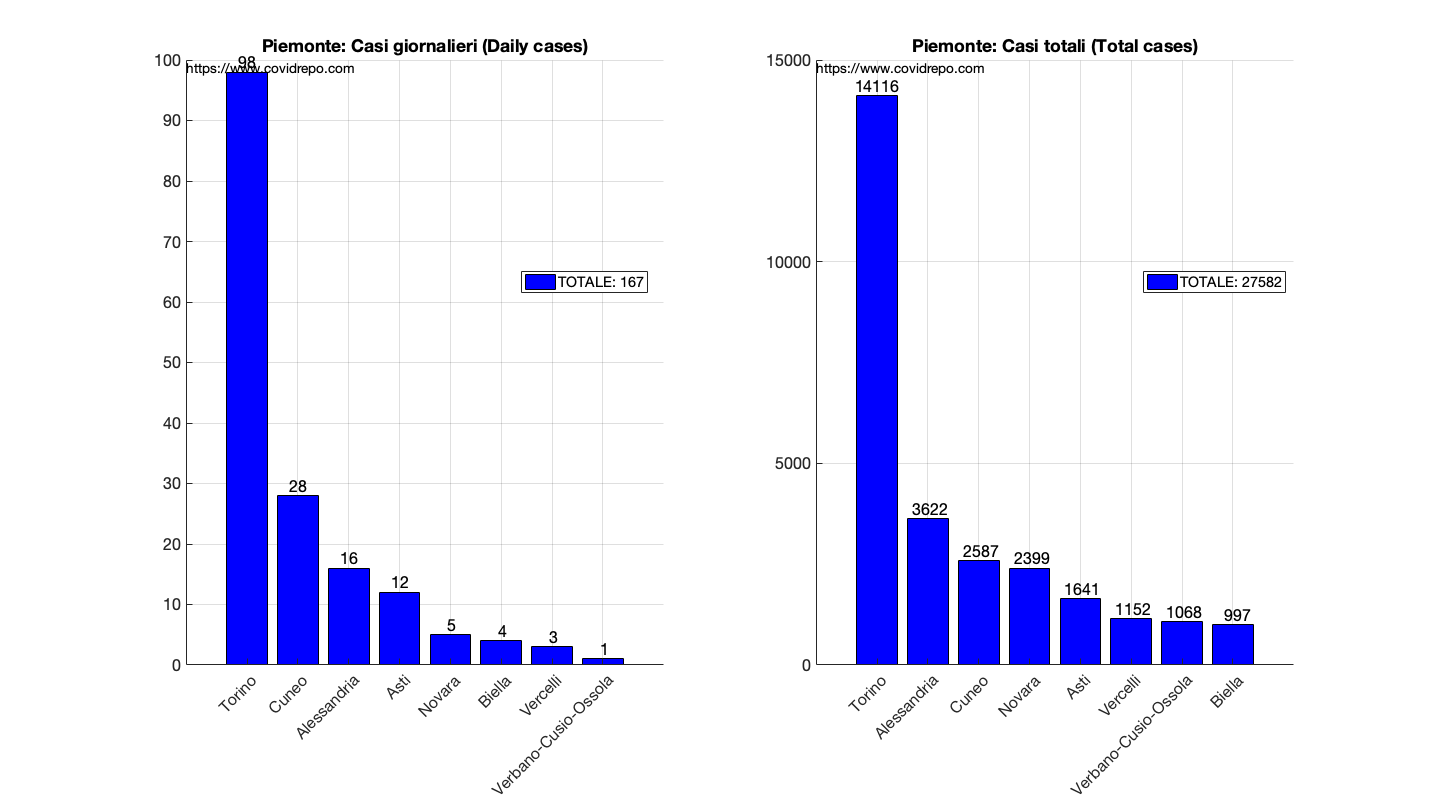 Piemonte: Casi giornalieri (Daily cases)
https://www.covidrepo.com
100
90
80
70
60
50
40
30
20
10
0
98
28
16
12
5
4
3
1
TOTALE: 167
Torino
Cuneo
Alessandria
Asti
Novara
Biella
Vercelli
Verbano-Cusio-Ossola
Piemonte: Casi totali (Total cases)
https://www.covidrepo.com
15000
10000
5000
0
14116
3622
2587
2399
1641
1152
1068
997
TOTALE: 27582
Torino
Alessandria
Cuneo
Novara
Asti
Vercelli
Verbano-Cusio-Ossola
Biella